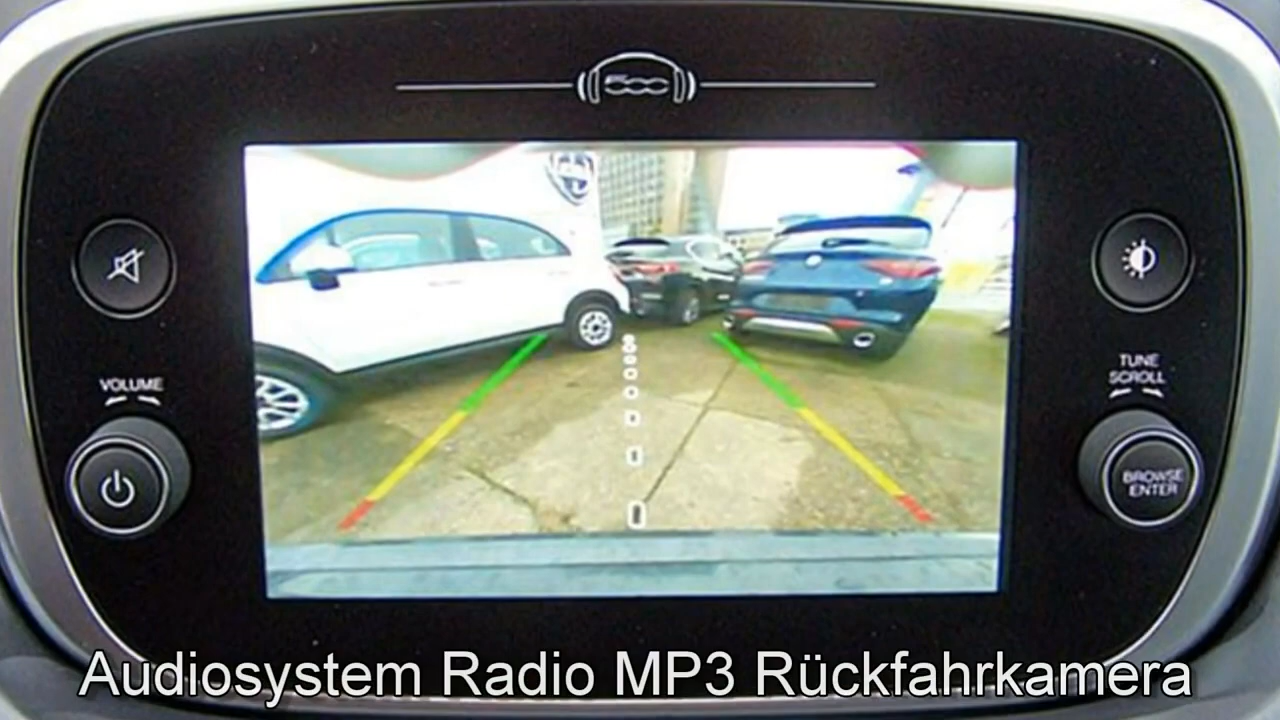 500
VOLUME
TUNE
SCROLL
BROWSE
ENTER
Audiosystem Radio MP3 Rückfahrkamera